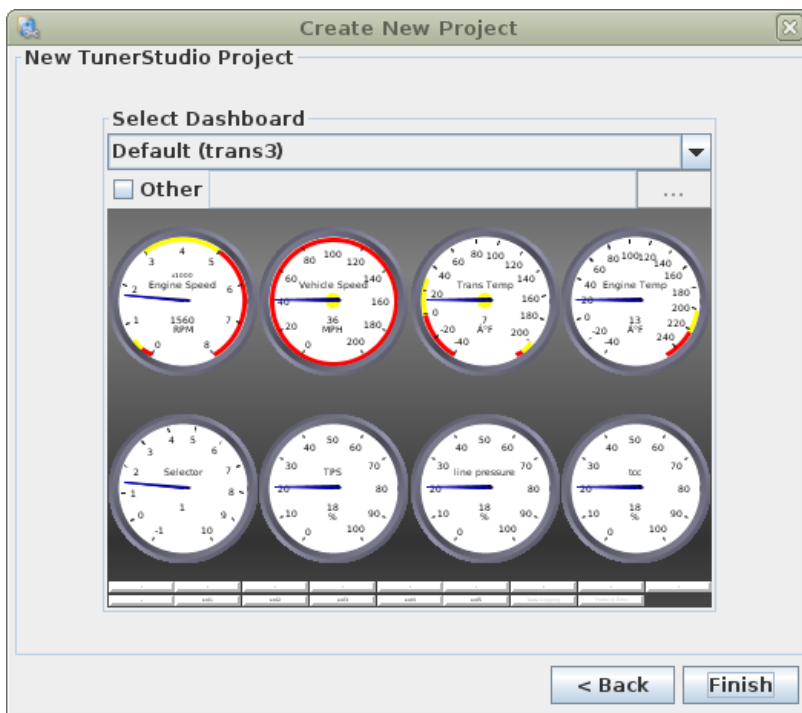 Create New Project
New TunerStudio Project
Select Dashboard
Default (trans3)
Other
...
0 1 2 3 4 5 6 7 8
x1000
Engine Speed
1560
RPM
0 20 40 60 80 100 120 140 160 180 200
Vehicle Speed
36
MPH
-40 -20 0 20 40 60 80 100 120 140 160 180 200
Trans Temp
7
Â°F
-40 -20 0 20 40 60 80 100 120 140 160 180 200 220 240
Engine Temp
13
Â°F
-1 0 1 2 3 4 5 6 7 8 9 10
Selector
1
0 10 20 30 40 50 60 70 80 90 100
TPS
18
%
0 10 20 30 40 50 60 70 80 90 100
line pressure
18
%
0 10 20 30 40 50 60 70 80 90 100
tcc
18
%
< Back
Finish